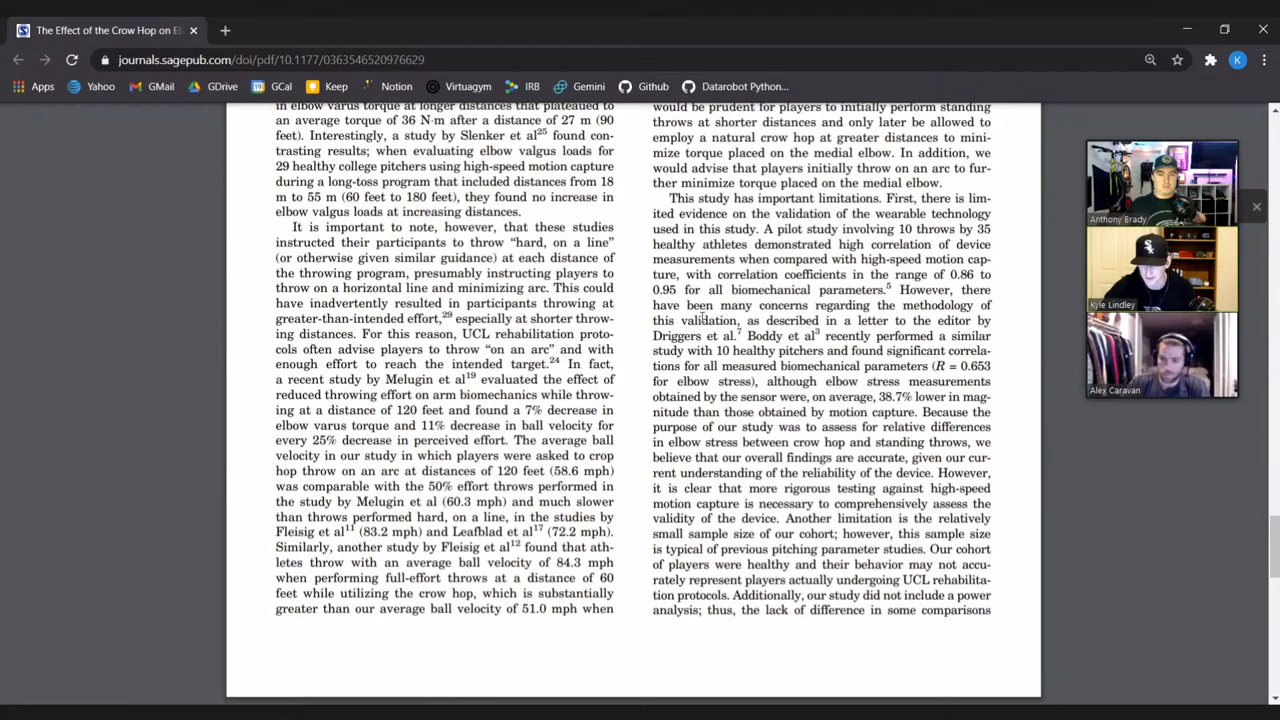 The Effect of the Crow Hop on El
journals.sagepub.com/doi/pdf/10.1177/0363546520976629
K
Apps
Yahoo
GMail
GDrive
GCal
Keep
Notion
Virtuagym
IRB
Gemini
Github
Datarobot Python...
in elbow varus torque at longer distances that plateaued to
an average torque of 36 N·m after a distance of 27 m (90
feet). Interestingly, a study by Slenker et al25 found con-
trasting results; when evaluating elbow valgus loads for
29 healthy college pitchers using high-speed motion capture
during a long-toss program that included distances from 18
m to 55 m (60 feet to 180 feet), they found no increase in
elbow valgus loads at increasing distances.
It is important to note, however, that these studies
instructed their participants to throw “hard, on a line”
(or otherwise given similar guidance) at each distance of
the throwing program, presumably instructing players to
throw on a horizontal line and minimizing arc. This could
have inadvertently resulted in participants throwing at
greater-than-intended effort,29 especially at shorter throw-
ing distances. For this reason, UCL rehabilitation proto-
cols often advise players to throw “on an arc” and with
enough effort to reach the intended target.24 In fact,
a recent study by Melugin et al19 evaluated the effect of
reduced throwing effort on arm biomechanics while throw-
ing at a distance of 120 feet and found a 7% decrease in
elbow varus torque and 11% decrease in ball velocity for
every 25% decrease in perceived effort. The average ball
velocity in our study in which players were asked to crop
hop throw on an arc at distances of 120 feet (58.6 mph)
was comparable with the 50% effort throws performed in
the study by Melugin et al (60.3 mph) and much slower
than throws performed hard, on a line, in the studies by
Fleisig et al11 (83.2 mph) and Leafblad et al17 (72.2 mph).
Similarly, another study by Fleisig et al12 found that ath-
letes throw with an average ball velocity of 84.3 mph
when performing full-effort throws at a distance of 60
feet while utilizing the crow hop, which is substantially
greater than our average ball velocity of 51.0 mph when
would be prudent for players to initially perform standing
throws at shorter distances and only later be allowed to
employ a natural crow hop at greater distances to mini-
mize torque placed on the medial elbow. In addition, we
would advise that players initially throw on an arc to fur-
ther minimize torque placed on the medial elbow.
This study has important limitations. First, there is lim-
ited evidence on the validation of the wearable technology
used in this study. A pilot study involving 10 throws by 35
healthy athletes demonstrated high correlation of device
measurements when compared with high-speed motion cap-
ture, with correlation coefficients in the range of 0.86 to
0.95 for all biomechanical parameters.5 However, there
have been many concerns regarding the methodology of
this validation, as described in a letter to the editor by
Driggers et al.7 Boddy et al3 recently performed a similar
study with 10 healthy pitchers and found significant correla-
tions for all measured biomechanical parameters (R = 0.653
for elbow stress), although elbow stress measurements
obtained by the sensor were, on average, 38.7% lower in mag-
nitude than those obtained by motion capture. Because the
purpose of our study was to assess for relative differences
in elbow stress between crow hop and standing throws, we
believe that our overall findings are accurate, given our cur-
rent understanding of the reliability of the device. However,
it is clear that more rigorous testing against high-speed
motion capture is necessary to comprehensively assess the
validity of the device. Another limitation is the relatively
small sample size of our cohort; however, this sample size
is typical of previous pitching parameter studies. Our cohort
of players were healthy and their behavior may not accu-
rately represent players actually undergoing UCL rehabilita-
tion protocols. Additionally, our study did not include a power
analysis; thus, the lack of difference in some comparisons
Anthony Brady
Kyle Lindley
Alex Caravan